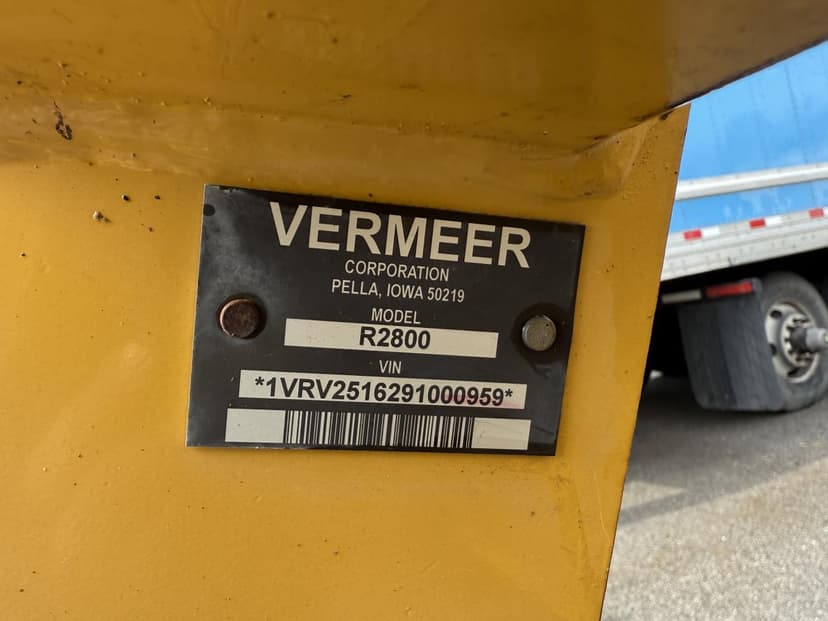 VERMEER
CORPORATION
PELLA, IOWA 50219
MODEL
R2800
VIN
*1VRV2516291000959*